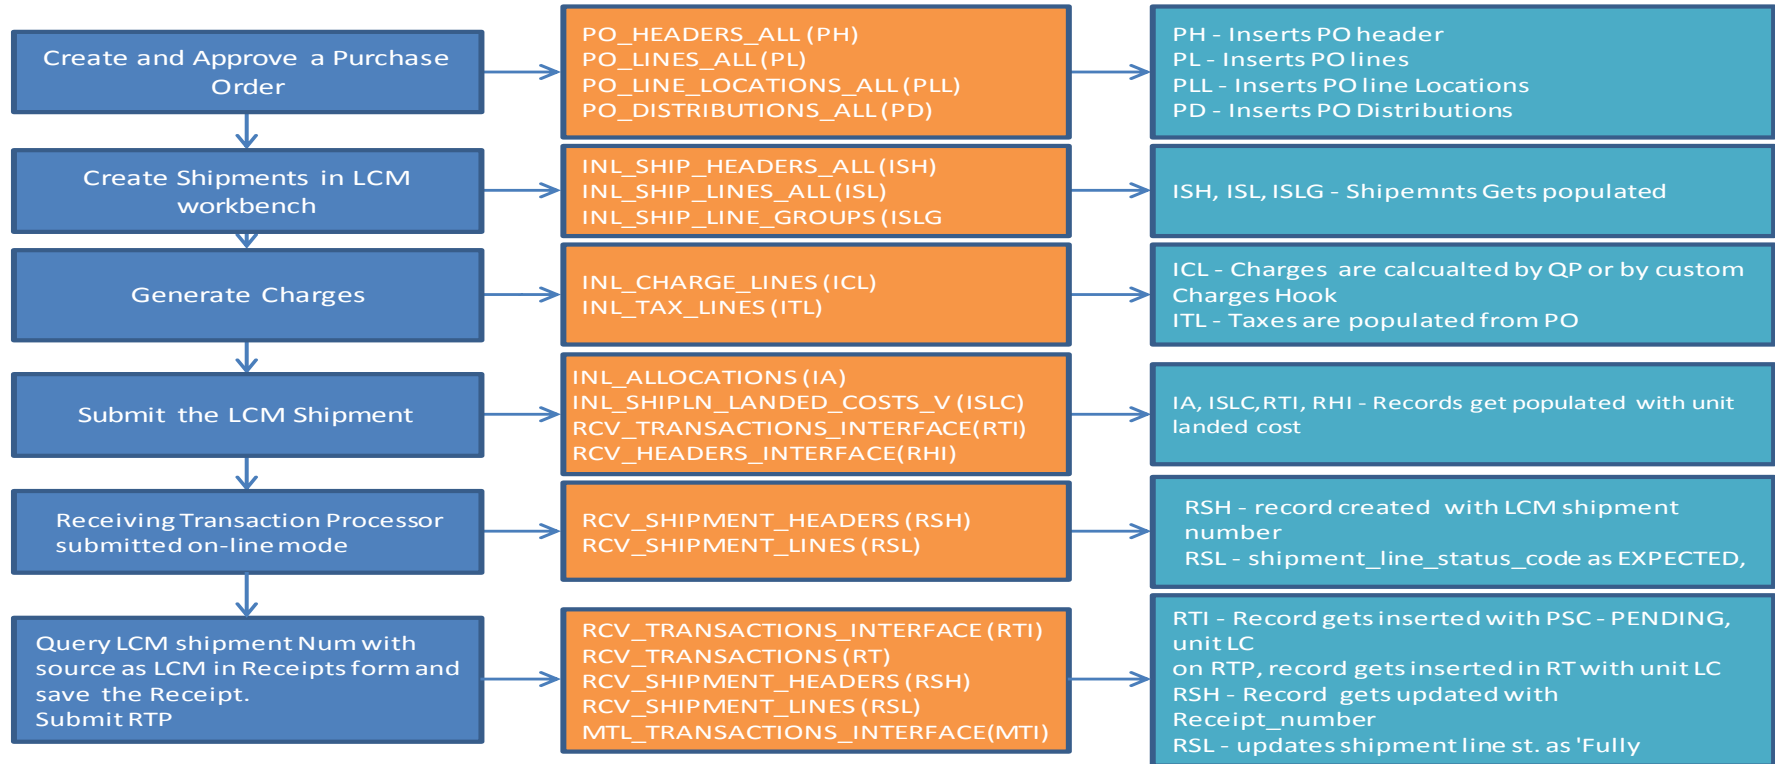 Create and Approve a Purchase
Order
PO_HEADERS_ALL (PH)
PO_LINES_ALL (PL)
PO_LINE_LOCATIONS_ALL (PLL)
PO_DISTRIBUTIONS_ALL (PD)
PH - Inserts PO header
PL - Inserts PO lines
PLL - Inserts PO line Locations
PD - Inserts PO Distributions
Create Shipments in LCM
workbench
INL_SHIP_HEADERS_ALL (ISH)
INL_SHIP_LINES_ALL (ISL)
INL_SHIP_LINE_GROUPS (ISLG
ISH, ISL, ISLG - Shipemnts Gets populated
Generate Charges
INL_CHARGE_LINES (ICL)
INL_TAX_LINES (ITL)
ICL - Charges are calcualted by QP or by custom
Charges Hook
ITL - Taxes are populated from PO
Submit the LCM Shipment
INL_ALLOCATIONS (IA)
INL_SHIPLN_LANDED_COSTS_V (ISLC)
RCV_TRANSACTIONS_INTERFACE(RTI)
RCV_HEADERS_INTERFACE(RHI)
IA, ISLC,RTI, RHI - Records get populated with unit
landed cost
Receiving Transaction Processor
submitted on-line mode
RCV_SHIPMENT_HEADERS (RSH)
RCV_SHIPMENT_LINES (RSL)
RSH - record created with LCM shipment
number
RSL - shipment_line_status_code as EXPECTED,
Query LCM shipment Num with
source as LCM in Receipts form and
save the Receipt.
Submit RTP
RCV_TRANSACTIONS_INTERFACE (RTI)
RCV_TRANSACTIONS (RT)
RCV_SHIPMENT_HEADERS (RSH)
RCV_SHIPMENT_LINES (RSL)
MTL_TRANSACTIONS_INTERFACE(MTI)
RTI - Record gets inserted with PSC - PENDING,
unit LC
on RTP, record gets inserted in RT with unit LC
RSH - Record gets updated with
Receipt_number
RSL - updates shipment line st. as 'Fully